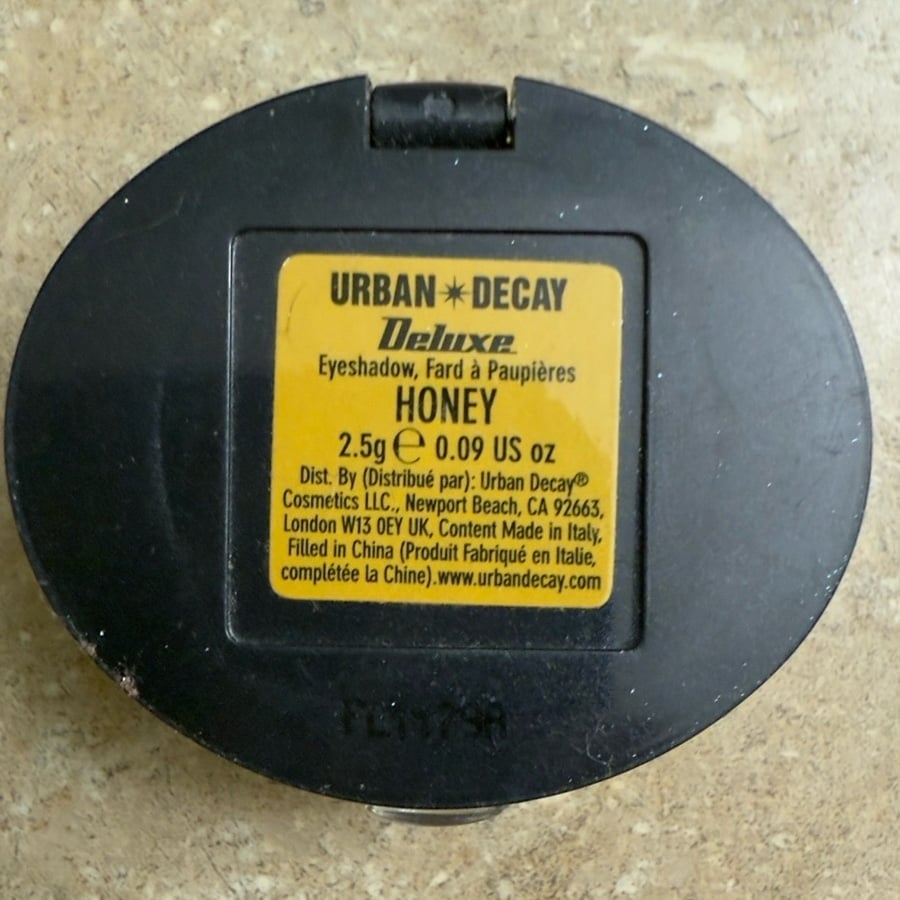 URBAN DECAY
Deluxe
Eyeshadow, Fard à Paupières
HONEY
2.5g ℮ 0.09 US oz
Dist. By (Distribué par): Urban Decay®
Cosmetics LLC., Newport Beach, CA 92663,
London W13 0EY UK, Content Made in Italy,
Filled in China (Produit Fabriqué en Italie,
complétée la Chine).www.urbandecay.com